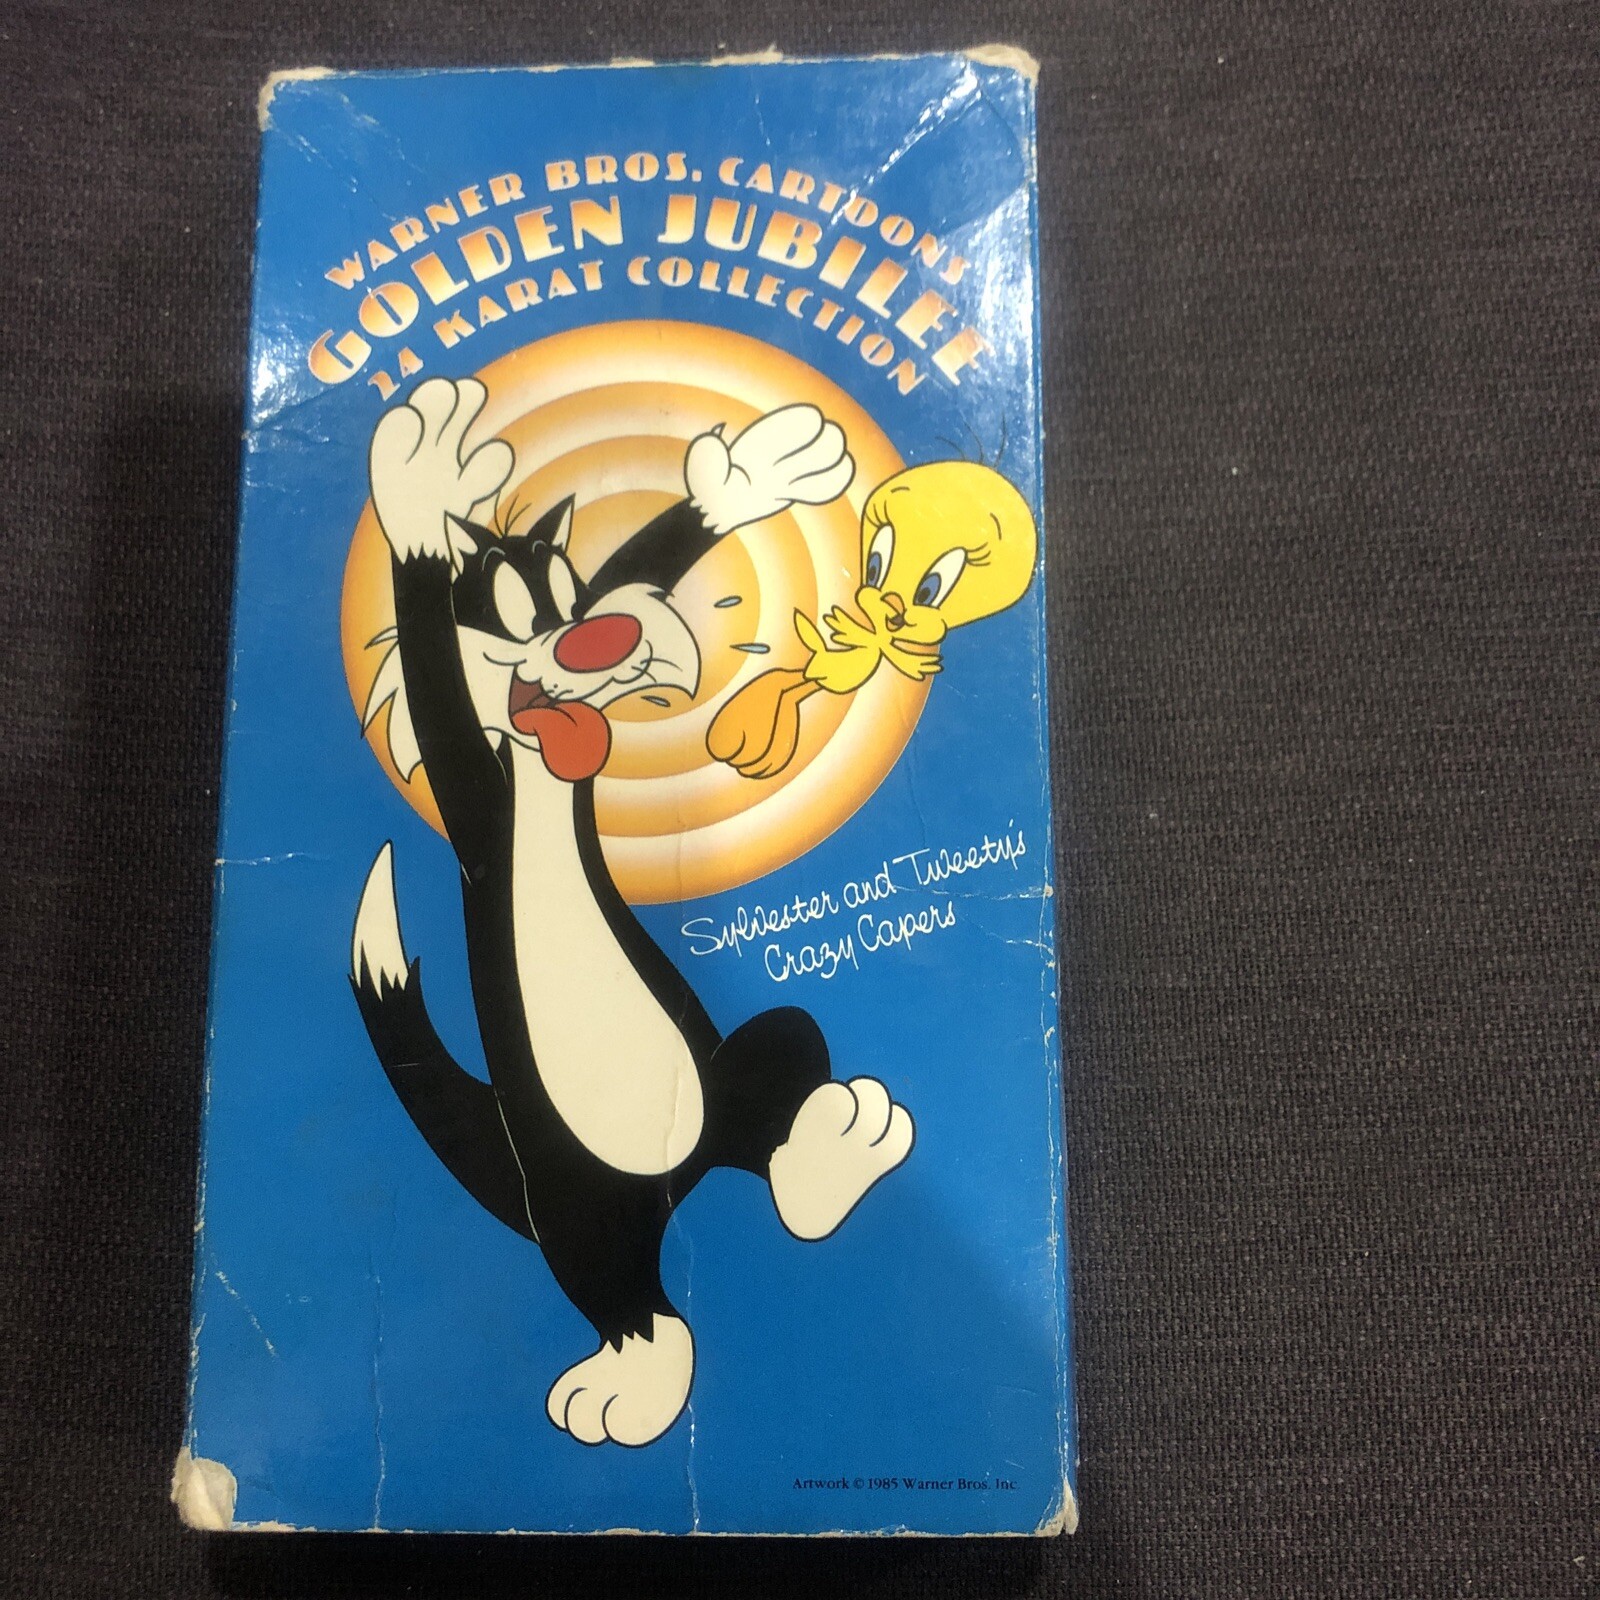 WARNER BROS. CARTOONS
GOLDEN JUBILEE
24 KARAT COLLECTION
Sylvester and Tweety's
Crazy Capers
Artwork © 1985 Warner Bros. Inc